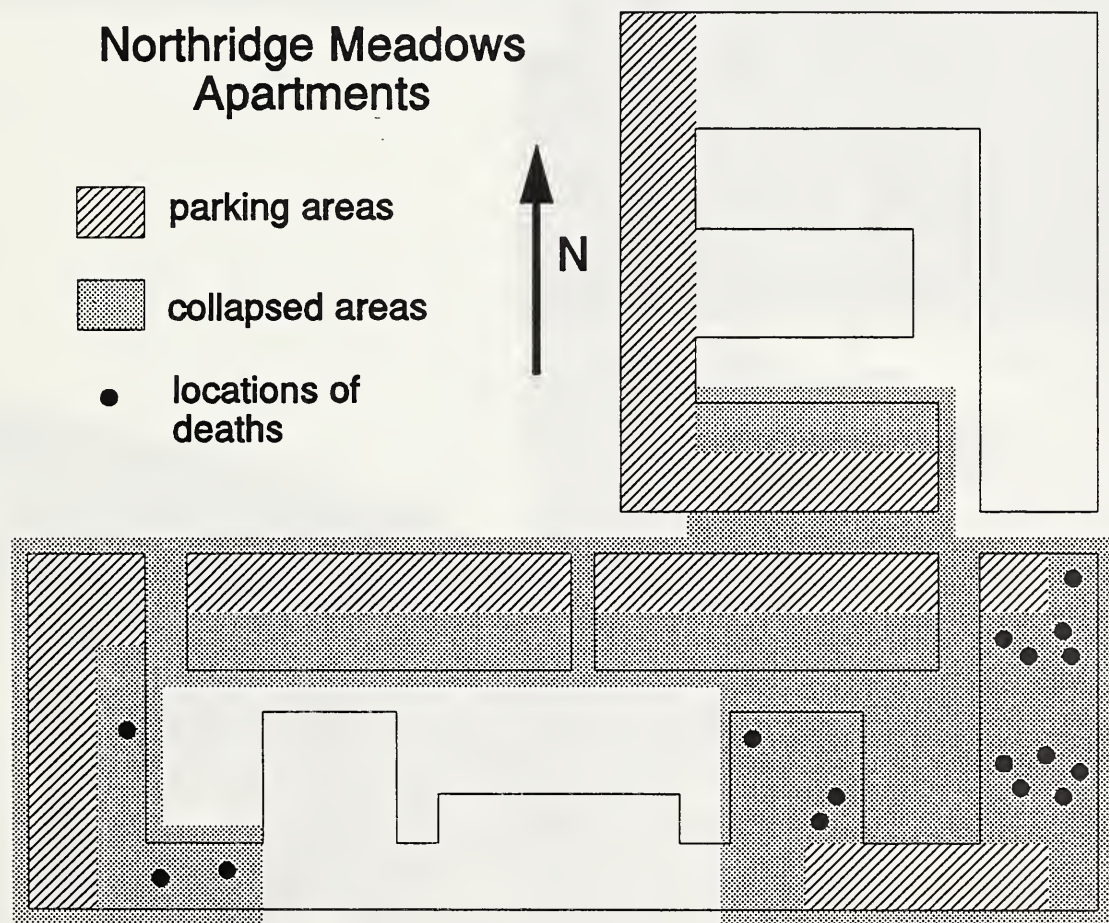 Northridge Meadows
Apartments
parking areas
collapsed areas
locations of
deaths
N